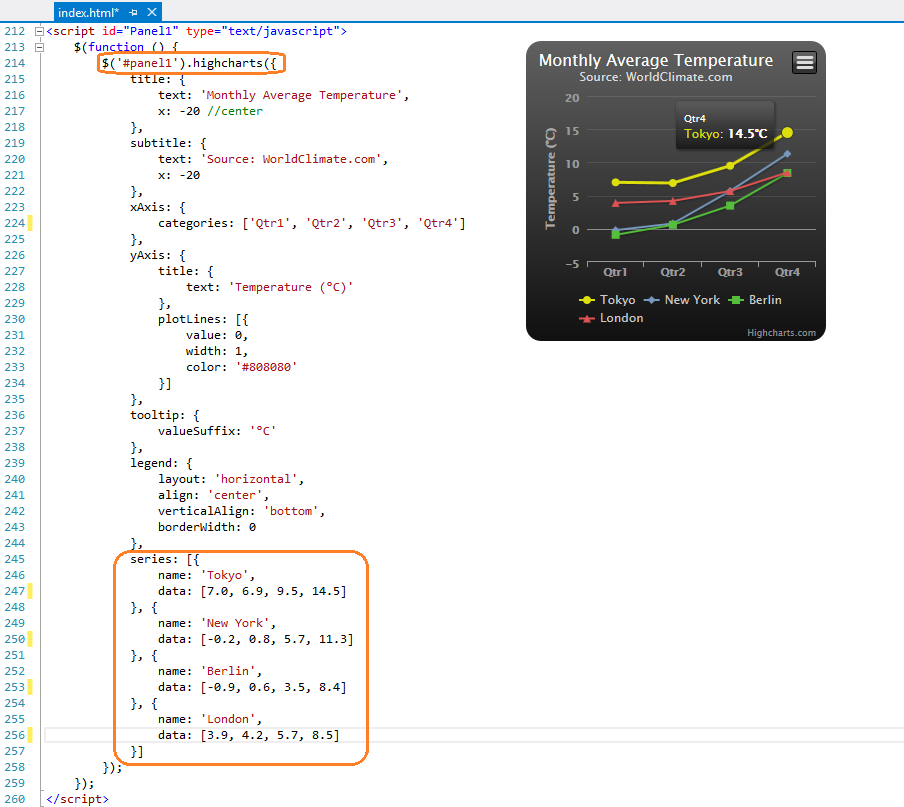 index.html*
212 <script id="Panel1" type="text/javascript">
213 $(function () {
214 $('#panel1').highcharts({
215 title: {
216 text: 'Monthly Average Temperature',
217 x: -20 //center
218 },
219 subtitle: {
220 text: 'Source: WorldClimate.com',
221 x: -20
222 },
223 xAxis: {
224 categories: ['Qtr1', 'Qtr2', 'Qtr3', 'Qtr4']
225 },
226 yAxis: {
227 title: {
228 text: 'Temperature (°C)'
229 },
230 plotLines: [{
231 value: 0,
232 width: 1,
233 color: '#808080'
234 }]
235 },
236 tooltip: {
237 valueSuffix: '°C'
238 },
239 legend: {
240 layout: 'horizontal',
241 align: 'center',
242 verticalAlign: 'bottom',
243 borderWidth: 0
244 },
245 series: [{
246 name: 'Tokyo',
247 data: [7.0, 6.9, 9.5, 14.5]
248 }, {
249 name: 'New York',
250 data: [-0.2, 0.8, 5.7, 11.3]
251 }, {
252 name: 'Berlin',
253 data: [-0.9, 0.6, 3.5, 8.4]
254 }, {
255 name: 'London',
256 data: [3.9, 4.2, 5.7, 8.5]
257 }]
258 });
259 });
260 </script>
Monthly Average Temperature
Source: WorldClimate.com
Temperature (°C)
20
15
10
5
0
-5
Qtr4
Tokyo: 14.5°C
Qtr1 Qtr2 Qtr3 Qtr4
Tokyo New York Berlin
London
Highcharts.com